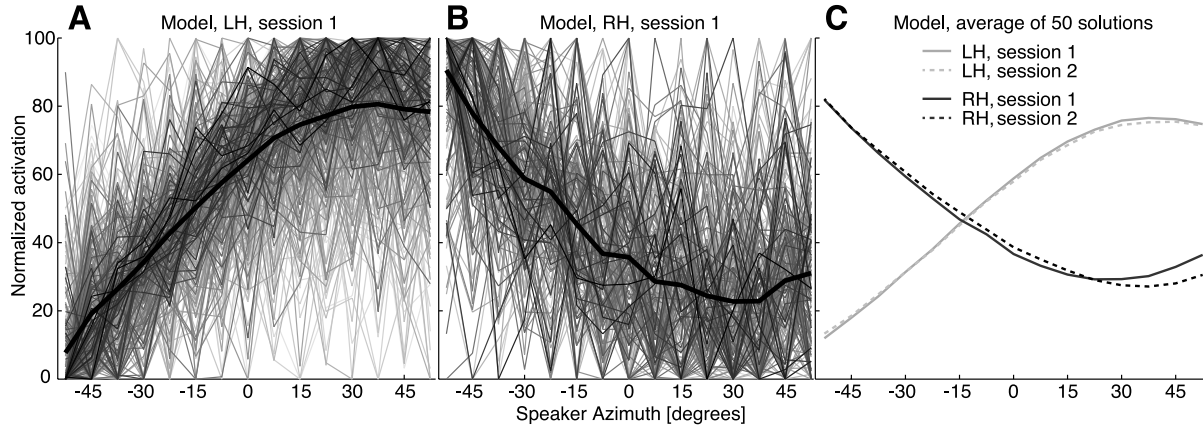 A
Model, LH, session 1
B
Model, RH, session 1
C
Model, average of 50 solutions
LH, session 1
LH, session 2
RH, session 1
RH, session 2
Normalized activation
100
80
60
40
20
0
-45 -30 -15 0 15 30 45
-45 -30 -15 0 15 30 45
-45 -30 -15 0 15 30 45
Speaker Azimuth [degrees]